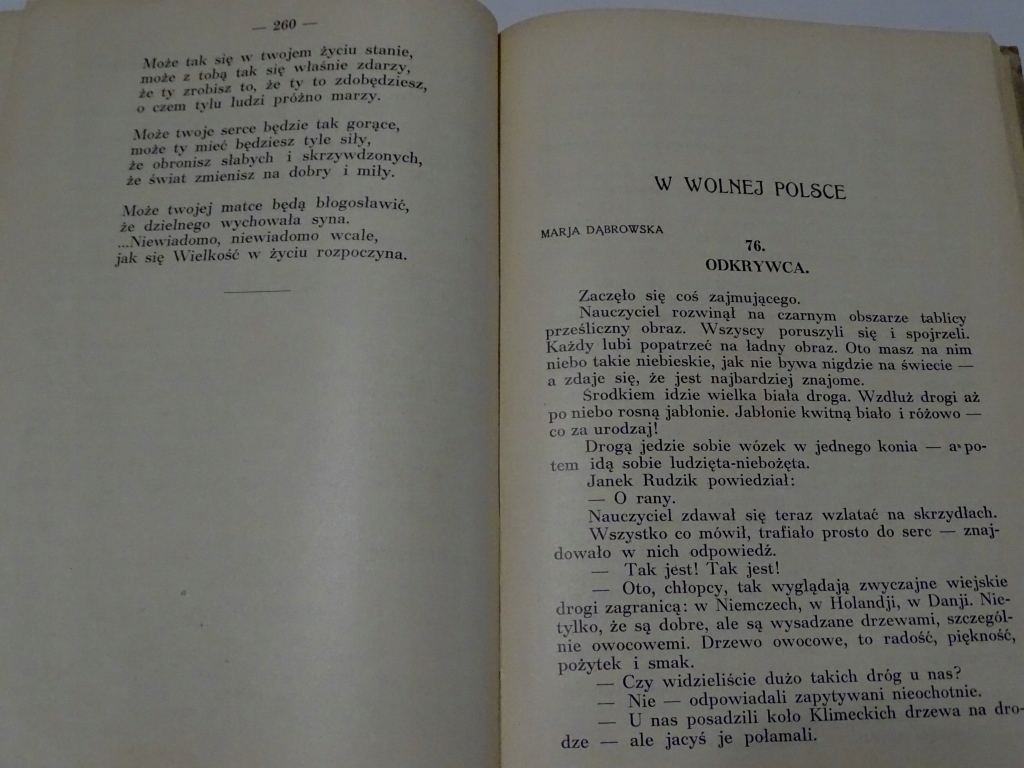 — 260 —
Może tak się w twojem życiu stanie,
może z tobą tak się właśnie zdarzy,
że ty zrobisz to, że ty to zdobędziesz,
o czem tylu ludzi próżno marzy.
Może twoje serce będzie tak gorące,
może ty mieć będziesz tyle siły,
że obronisz słabych i skrzywdzonych,
że świat zmienisz na dobry i miły.
Może twojej matce będą błogosławić,
że dzielnego wychowała syna.
...Niewiadomo, niewiadomo wcale,
jak się Wielkość w życiu rozpoczyna.
W WOLNEJ POLSCE
MARJA DĄBROWSKA
76.
ODKRYWCA.
Zaczęło się coś zajmującego.
Nauczyciel rozwinął na czarnym obszarze tablicy
prześliczny obraz. Wszyscy poruszyli się i spojrzeli.
Każdy lubi popatrzeć na ładny obraz. Oto masz na nim
niebo takie niebieskie, jak nie bywa nigdzie na świecie —
a zdaje się, że jest najbardziej znajome.
Środkiem idzie wielka biała droga. Wzdłuż drogi aż
po niebo rosną jabłonie. Jabłonie kwitną biało i różowo —
co za urodzaj!
Drogą jedzie sobie wózek w jednego konia — a po-
tem idą sobie ludzięta-niebożęta.
Janek Rudzik powiedział:
— O rany.
Nauczyciel zdawał się teraz wzlatać na skrzydłach.
Wszystko co mówił, trafiało prosto do serc — znaj-
dowało w nich odpowiedź.
— Tak jest! Tak jest!
— Oto, chłopcy, tak wyglądają zwyczajne wiejskie
drogi zagranicą: w Niemczech, w Holandji, w Danji. Nie-
tylko, że są dobre, ale są wysadzane drzewami, szczegól-
nie owocowemi. Drzewo owocowe, to radość, piękność,
pożytek i smak.
— Czy widzieliście dużo takich dróg u nas?
— Nie — odpowiadali zapytywani nieochotnie.
— U nas posadzili koło Klimeckich drzewa na dro-
dze — ale jacyś je połamali.